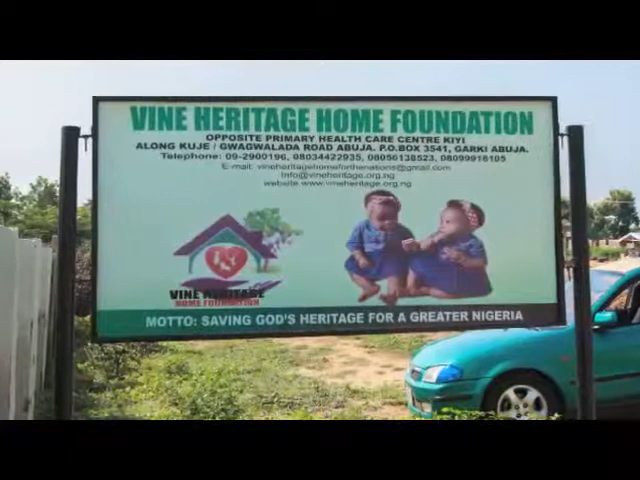 VINE HERITAGE HOME FOUNDATION
OPPOSITE PRIMARY HEALTH CARE CENTRE KIYI
ALONG KUJE / GWAGWALADA ROAD ABUJA. P.O.BOX 3541, GARKI ABUJA.
TELEPHONE: 09-2900196, 08034422935, 08056138523, 08099918105
E-mail: vineheritagehomeforthenations@gmail.com
info@vineheritage.org.ng
website.www.vineheritage.org.ng
VINE HERITAGE
HOME FOUNDATION
MOTTO: SAVING GOD'S HERITAGE FOR A GREATER NIGERIA